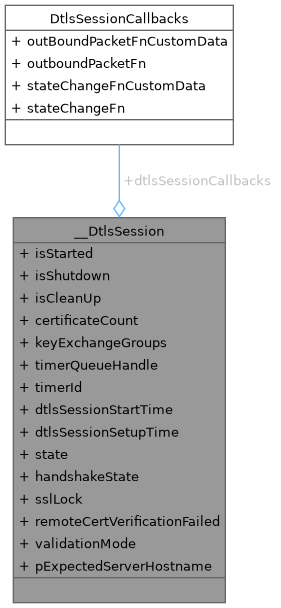 DtlsSessionCallbacks
+ outBoundPacketFnCustomData
+ outboundPacketFn
+ stateChangeFnCustomData
+ stateChangeFn
+dtlsSessionCallbacks
__DtlsSession
+ isStarted
+ isShutdown
+ isCleanUp
+ certificateCount
+ keyExchangeGroups
+ timerQueueHandle
+ timerId
+ dtlsSessionStartTime
+ dtlsSessionSetupTime
+ state
+ handshakeState
+ sslLock
+ remoteCertVerificationFailed
+ validationMode
+ pExpectedServerHostname